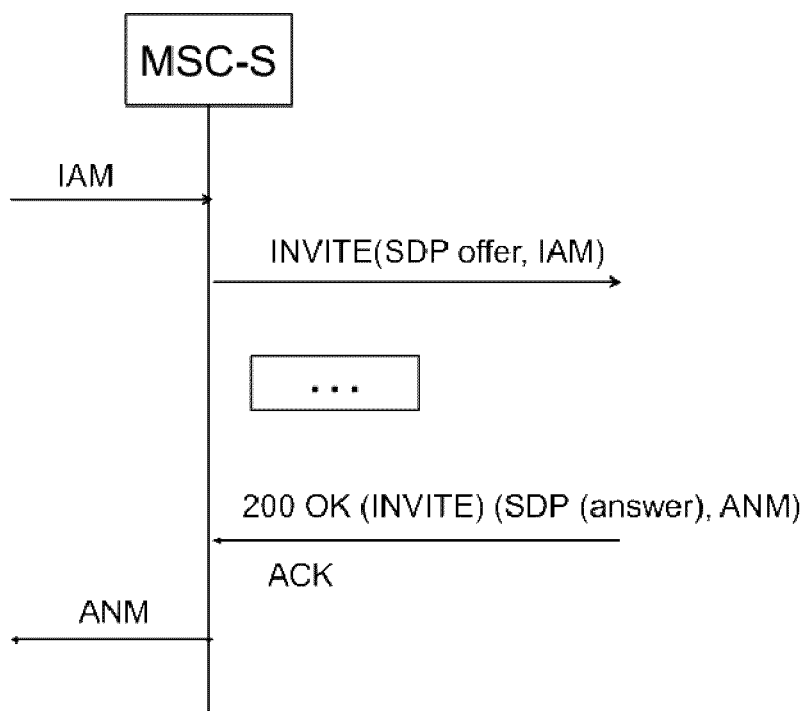 MSC-S
IAM
INVITE(SDP offer, IAM)
...
200 OK (INVITE) (SDP (answer), ANM)
ACK
ANM